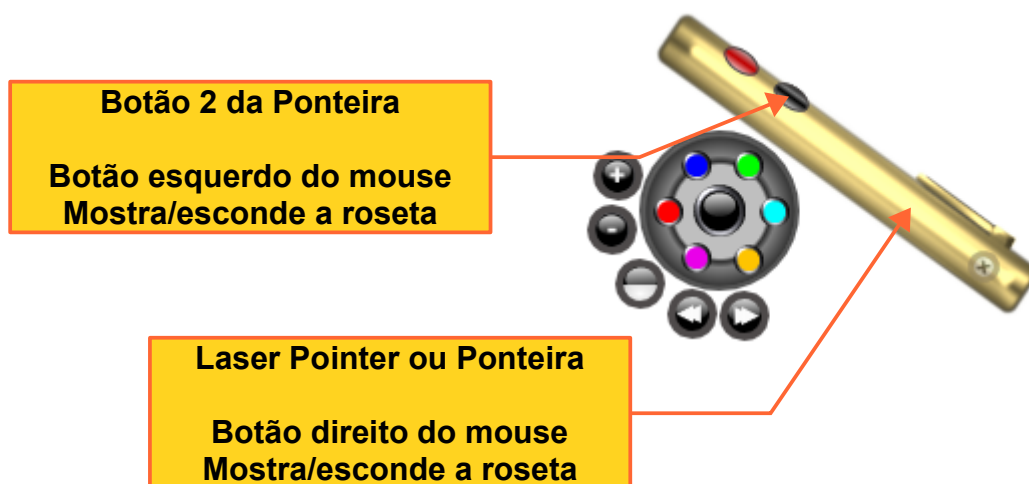 Botão 2 da Ponteira
Botão esquerdo do mouse
Mostra/esconde a roseta
Laser Pointer ou Ponteira
Botão direito do mouse
Mostra/esconde a roseta